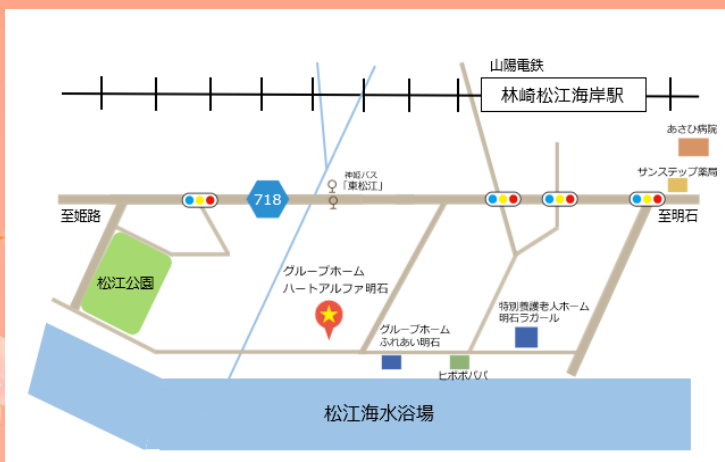 山陽電鉄
林崎松江海岸駅
あさひ病院
サンステップ薬局
神姫バス
「東松江」
718
至姫路
至明石
松江公園
グループホーム
ハートアルファ明石
特別養護老人ホーム
明石ラガール
グループホーム
ふれあい明石
ヒポポパパ
松江海水浴場